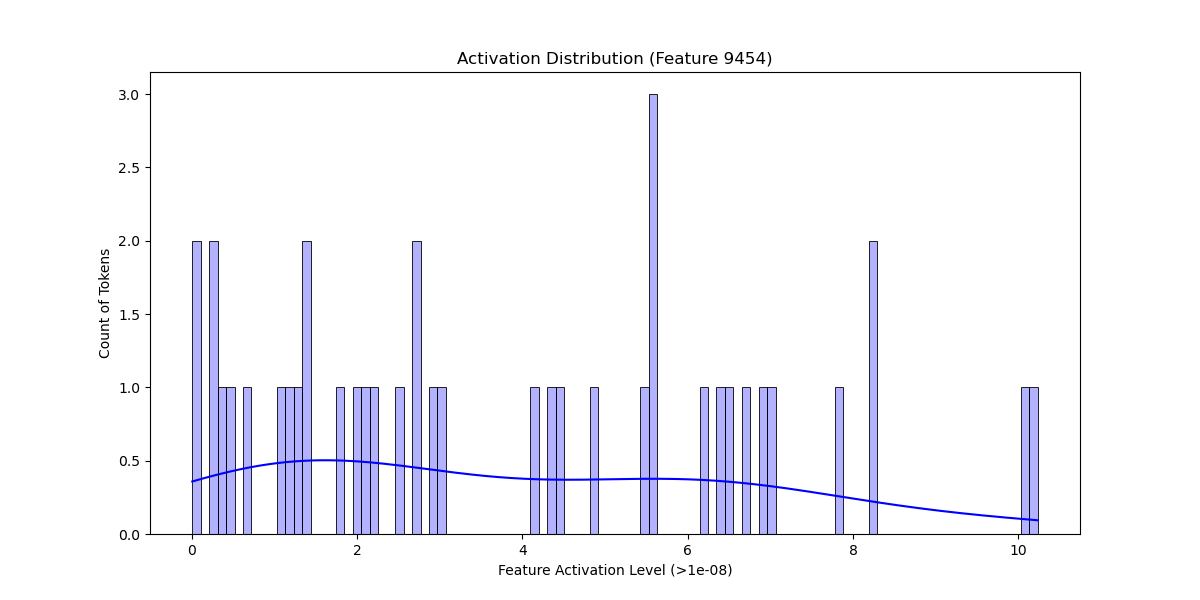 Activation Distribution (Feature 9454)
3.0
2.5
2.0
1.5
1.0
0.5
0.0
Count of Tokens
0 2 4 6 8 10
Feature Activation Level (>1e-08)